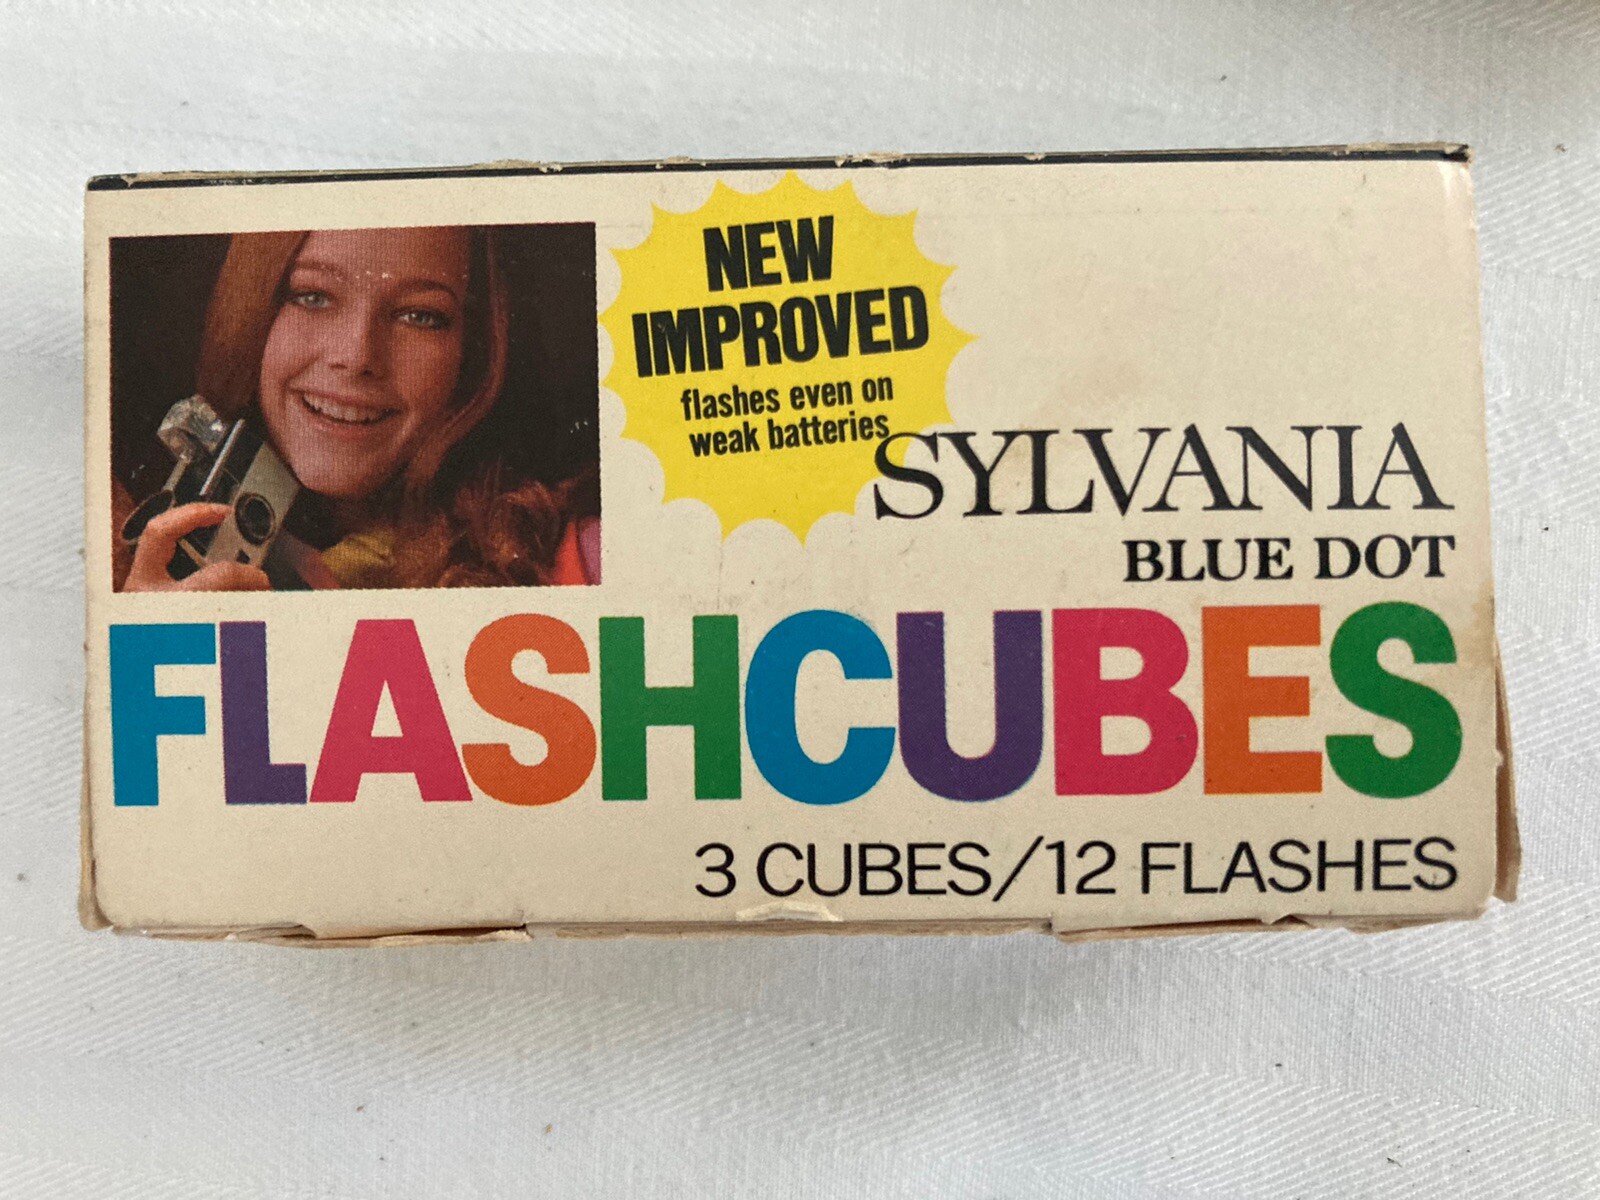 NEW
IMPROVED
flashes even on
weak batteries
SYLVANIA
BLUE DOT
FLASHCUBES
3 CUBES/12 FLASHES